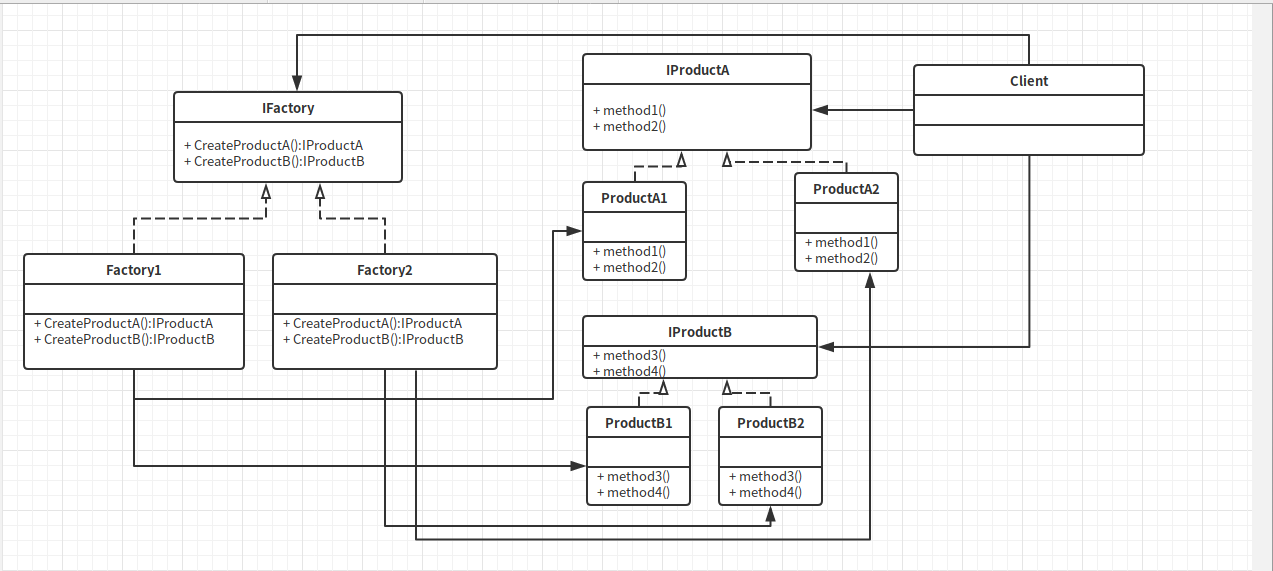 IProductA
+ method1()
+ method2()
Client
IFactory
+ CreateProductA():IProductA
+ CreateProductB():IProductB
ProductA1
+ method1()
+ method2()
ProductA2
+ method1()
+ method2()
Factory1
+ CreateProductA():IProductA
+ CreateProductB():IProductB
Factory2
+ CreateProductA():IProductA
+ CreateProductB():IProductB
IProductB
+ method3()
+ method4()
ProductB1
+ method3()
+ method4()
ProductB2
+ method3()
+ method4()